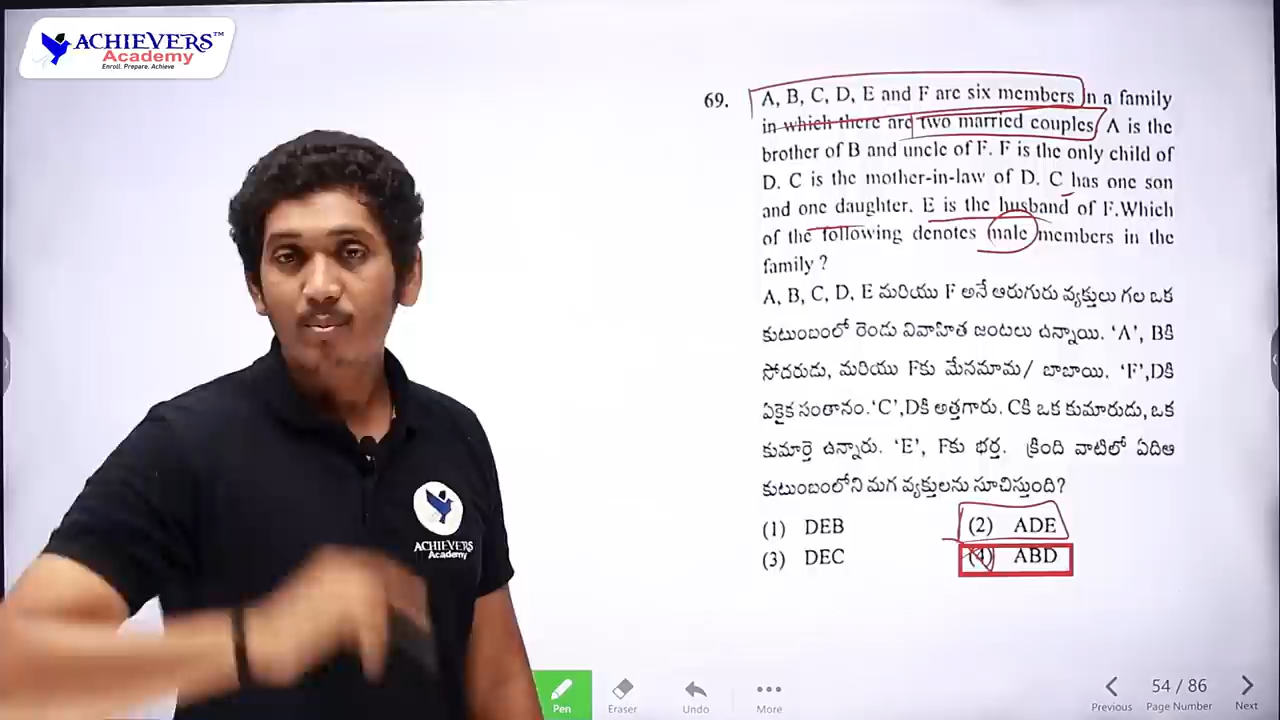 ACHIEVERS™
Academy
Enroll. Prepare. Achieve
69. A, B, C, D, E and F are six members in a family
in which there are two married couples. A is the
brother of B and uncle of F. F is the only child of
D. C is the mother-in-law of D. C has one son
and one daughter. E is the husband of F.Which
of the following denotes male members in the
family ?
A, B, C, D, E మరియు F అనే ఆరుగురు వ్యక్తులు గల ఒక
కుటుంబంలో రెండు వివాహిత జంటలు ఉన్నాయి. ‘A’, Bకి
సోదరుడు, మరియు Fకు మేనమామ/ బాబాయి. ‘F’,Dకి
ఏకైక సంతానం.‘C’,Dకి అత్తగారు. Cకి ఒక కుమారుడు, ఒక
కుమార్తె ఉన్నారు. ‘E’, Fకు భర్త. క్రింది వాటిలో ఏదిఆ
కుటుంబంలోని మగ వ్యక్తులను సూచిస్తుంది?
(1) DEB (2) ADE
(3) DEC (4) ABD
ACHIEVERS
Academy
Pen Eraser Undo More
Previous 54 / 86 Page Number Next